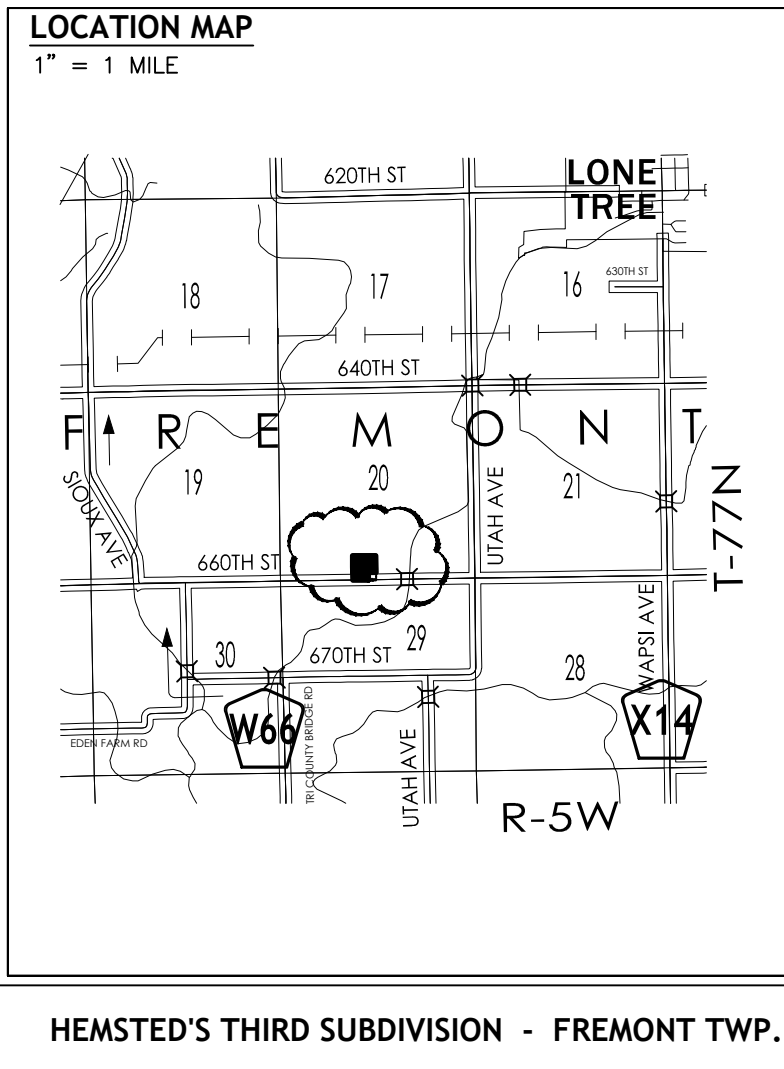 LOCATION MAP
1" = 1 MILE
620TH ST
LONE
TREE
630TH ST
18
17
16
640TH ST
F R E M O N T
19
20
21
SIOUX AVE
UTAH AVE
T-77N
660TH ST
WAPSI AVE
30
29
670TH ST
28
W66
X14
TRI COUNTY BRIDGE RD
EDEN FARM RD
UTAH AVE
R-5W
HEMSTED'S THIRD SUBDIVISION - FREMONT TWP.